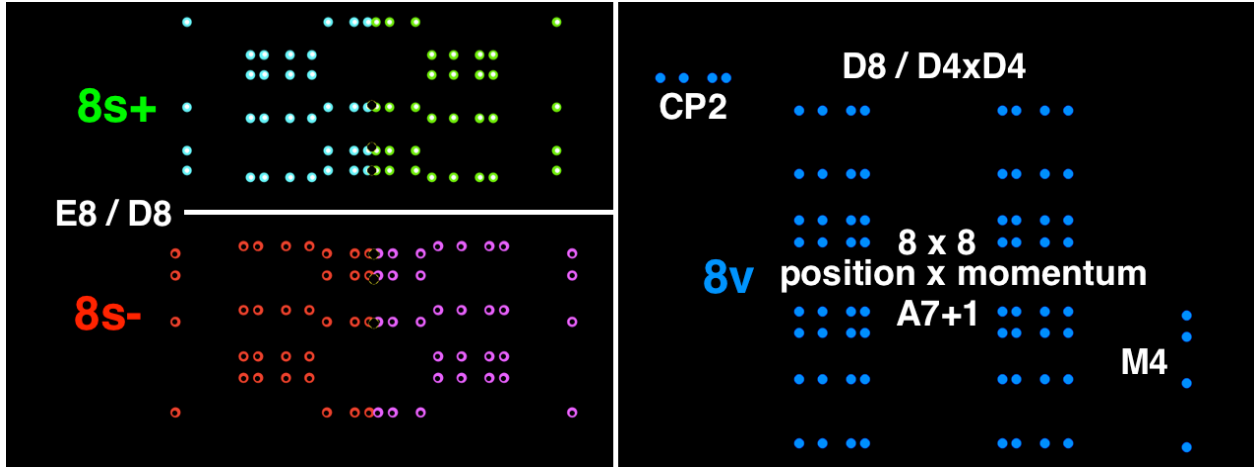 8s+
E8 / D8
8s-
D8 / D4xD4
CP2
8 x 8
8v
position x momentum
A7+1
M4